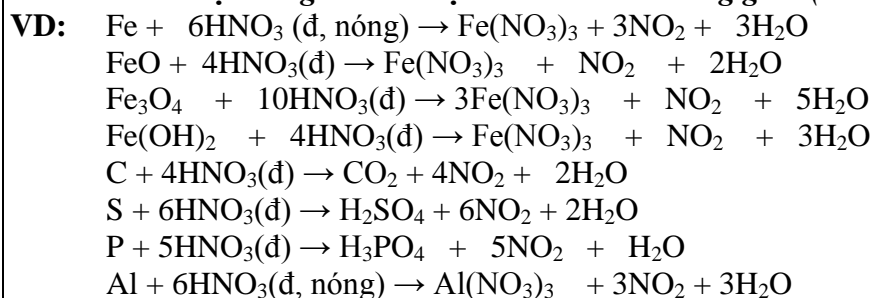 VD: Fe + 6HNO₃ (đ, nóng) → Fe(NO₃)₃ + 3NO₂ + 3H₂O
FeO + 4HNO₃(đ) → Fe(NO₃)₃ + NO₂ + 2H₂O
Fe₃O₄ + 10HNO₃(đ) → 3Fe(NO₃)₃ + NO₂ + 5H₂O
Fe(OH)₂ + 4HNO₃(đ) → Fe(NO₃)₃ + NO₂ + 3H₂O
C + 4HNO₃(đ) → CO₂ + 4NO₂ + 2H₂O
S + 6HNO₃(đ) → H₂SO₄ + 6NO₂ + 2H₂O
P + 5HNO₃(đ) → H₃PO₄ + 5NO₂ + H₂O
Al + 6HNO₃(đ, nóng) → Al(NO₃)₃ + 3NO₂ + 3H₂O